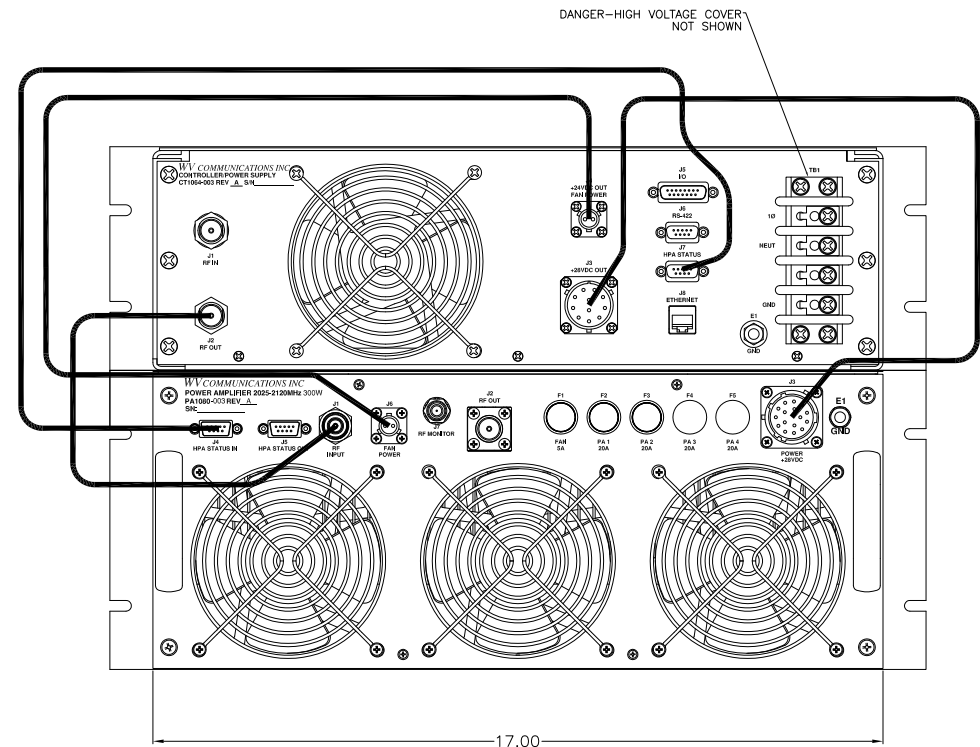 DANGER-HIGH VOLTAGE COVER
NOT SHOWN
WV COMMUNICATIONS INC
CONTROLLER/POWER SUPPLY
CT1064-003 REV A S/N
J1
RF IN
J2
RF OUT
+24VDC OUT
FAN POWER
J3
+28VDC OUT
J5
I/O
J6
RS-422
J7
HPA STATUS
J8
ETHERNET
TB1
1Ø
NEUT
GND
E1
GND
WV COMMUNICATIONS INC
POWER AMPLIFIER 2025-2120MHz 300W
PA1080-003 REV A
SN:
J4
HPA STATUS IN
J5
HPA STATUS OUT
J1
RF
INPUT
J6
FAN
POWER
J7
RF MONITOR
J2
RF OUT
F1
FAN
5A
F2
PA 1
20A
F3
PA 2
20A
F4
PA 3
20A
F5
PA 4
20A
J3
POWER
+28VDC
E1
GND
17.00